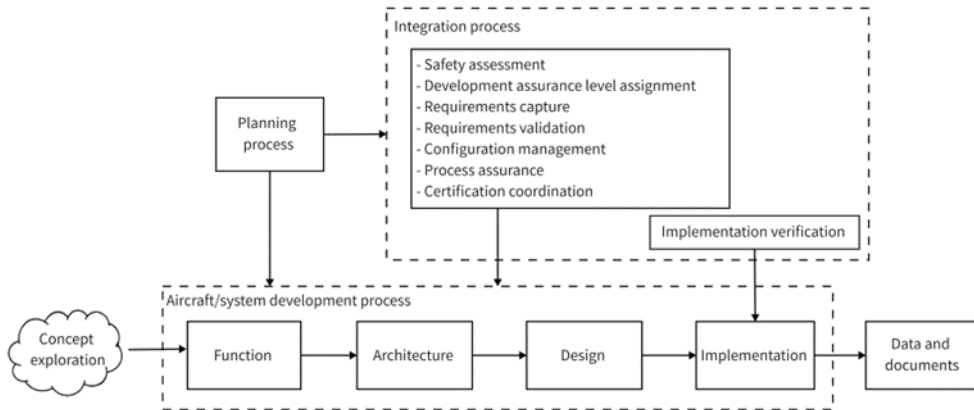 Integration process
- Safety assessment
- Development assurance level assignment
- Requirements capture
- Requirements validation
- Configuration management
- Process assurance
- Certification coordination
Planning
process
Implementation verification
Aircraft/system development process
Concept
exploration
Function
Architecture
Design
Implementation
Data and
documents